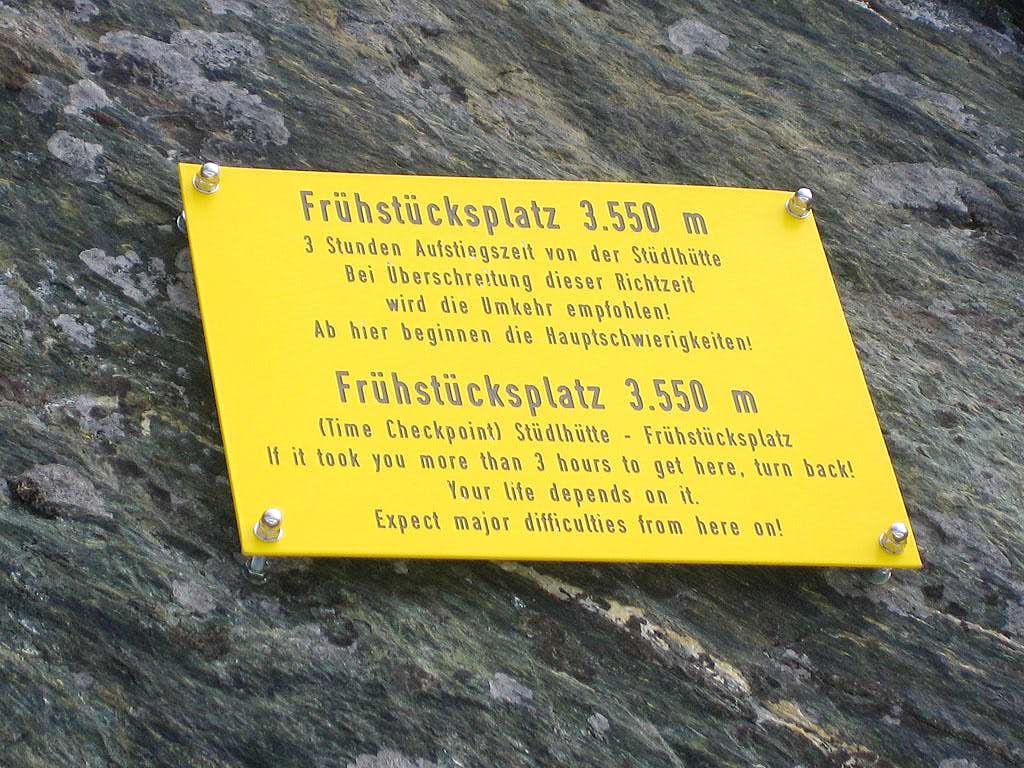 Frühstücksplatz 3.550 m
3 Stunden Aufstiegszeit von der Stüdlhütte
Bei Überschreitung dieser Richtzeit
wird die Umkehr empfohlen!
Ab hier beginnen die Hauptschwierigkeiten!
Frühstücksplatz 3.550 m
(Time Checkpoint) Stüdlhütte - Frühstücksplatz
If it took you more than 3 hours to get here, turn back!
Your life depends on it.
Expect major difficulties from here on!